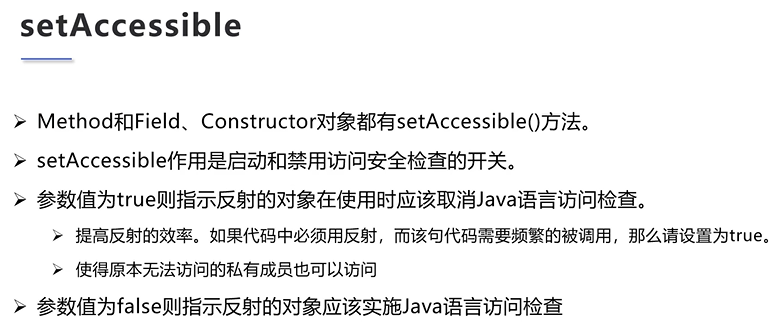 setAccessible
➢ Method和Field、Constructor对象都有setAccessible()方法。
➢ setAccessible作用是启动和禁用访问安全检查的开关。
➢ 参数值为true则指示反射的对象在使用时应该取消Java语言访问检查。
➢ 提高反射的效率。如果代码中必须用反射，而该句代码需要频繁的被调用，那么请设置为true。
➢ 使得原本无法访问的私有成员也可以访问
➢ 参数值为false则指示反射的对象应该实施Java语言访问检查